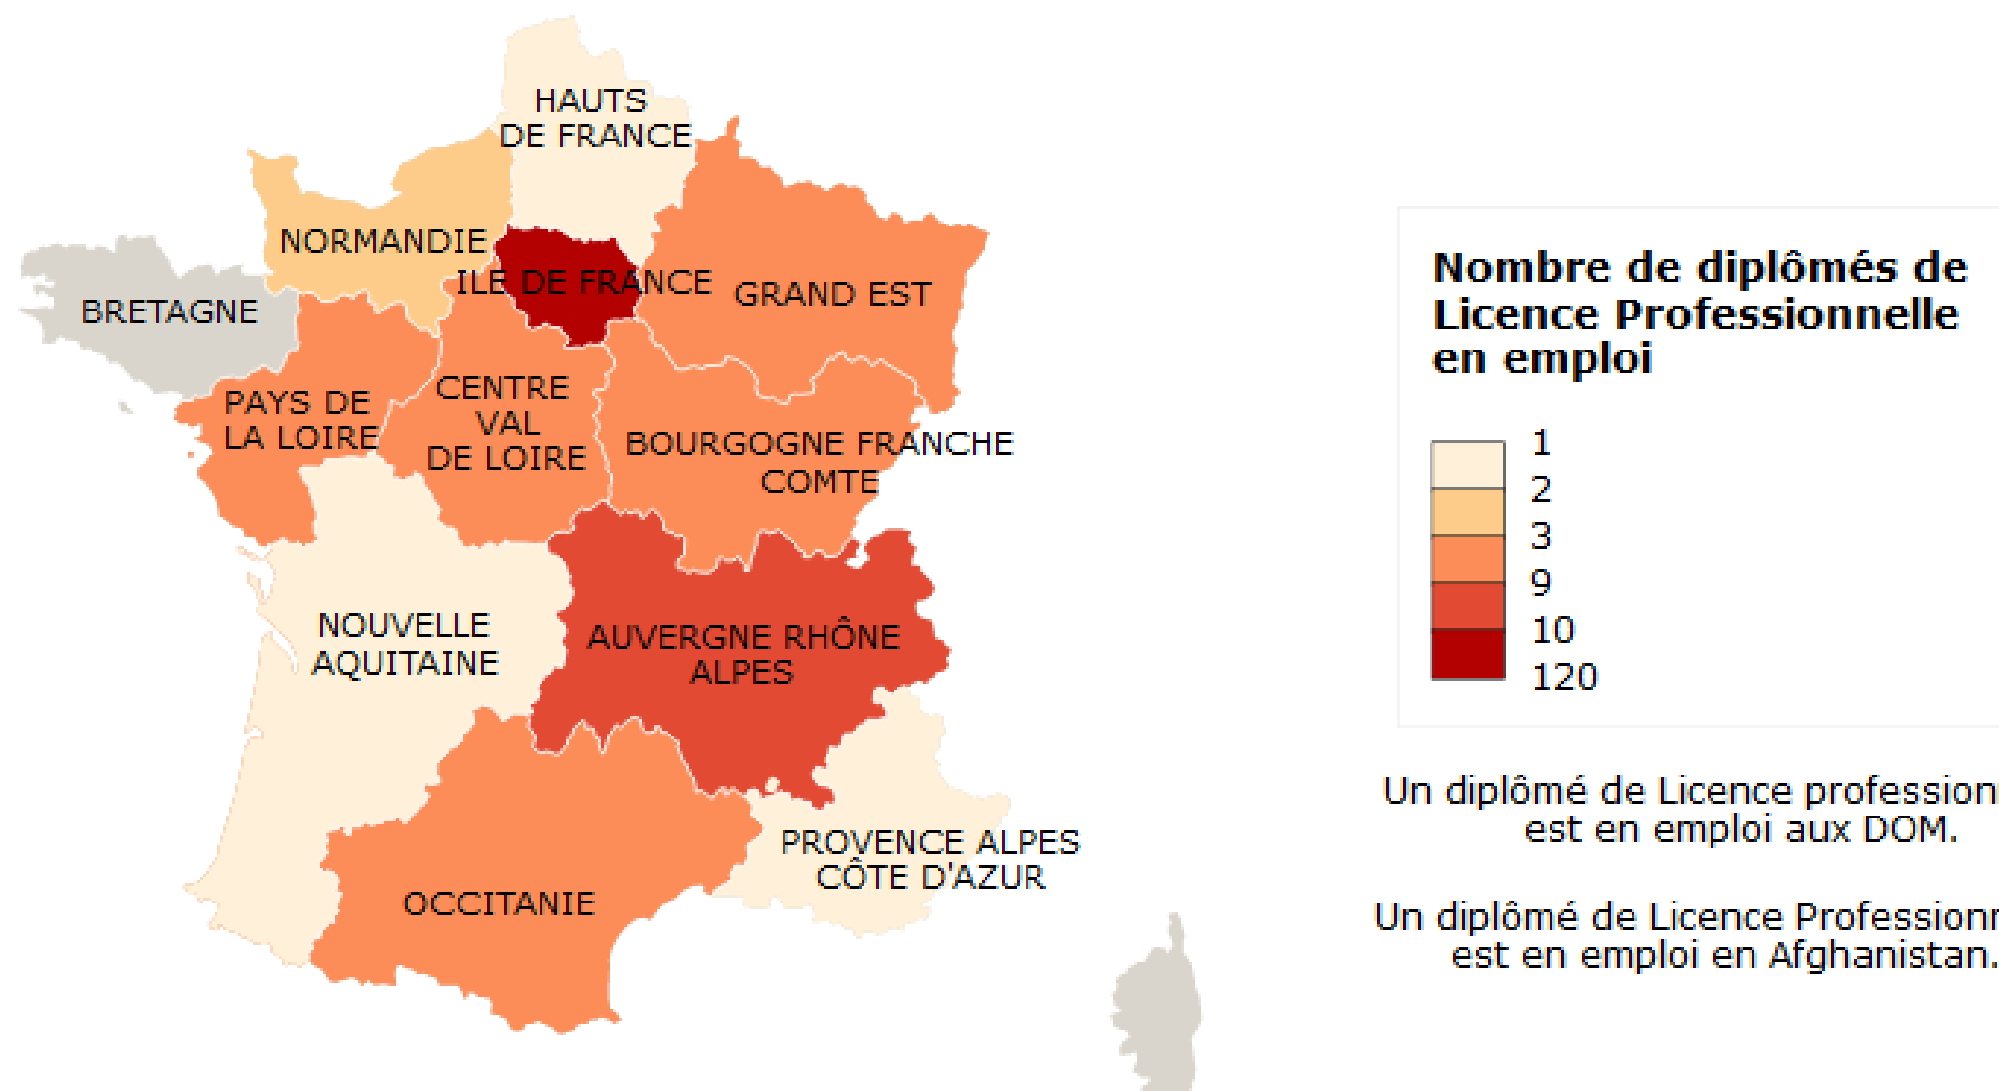 HAUTS
DE FRANCE
NORMANDIE
ILE DE FRANCE
GRAND EST
BRETAGNE
PAYS DE
LA LOIRE
CENTRE
VAL
DE LOIRE
BOURGOGNE FRANCHE
COMTE
NOUVELLE
AQUITAINE
AUVERGNE RHÔNE
ALPES
PROVENCE ALPES
CÔTE D'AZUR
OCCITANIE
Nombre de diplômés de
Licence Professionnelle
en emploi
1
2
3
9
10
120
Un diplômé de Licence profession
est en emploi aux DOM.
Un diplômé de Licence Profession
est en emploi en Afghanistan.